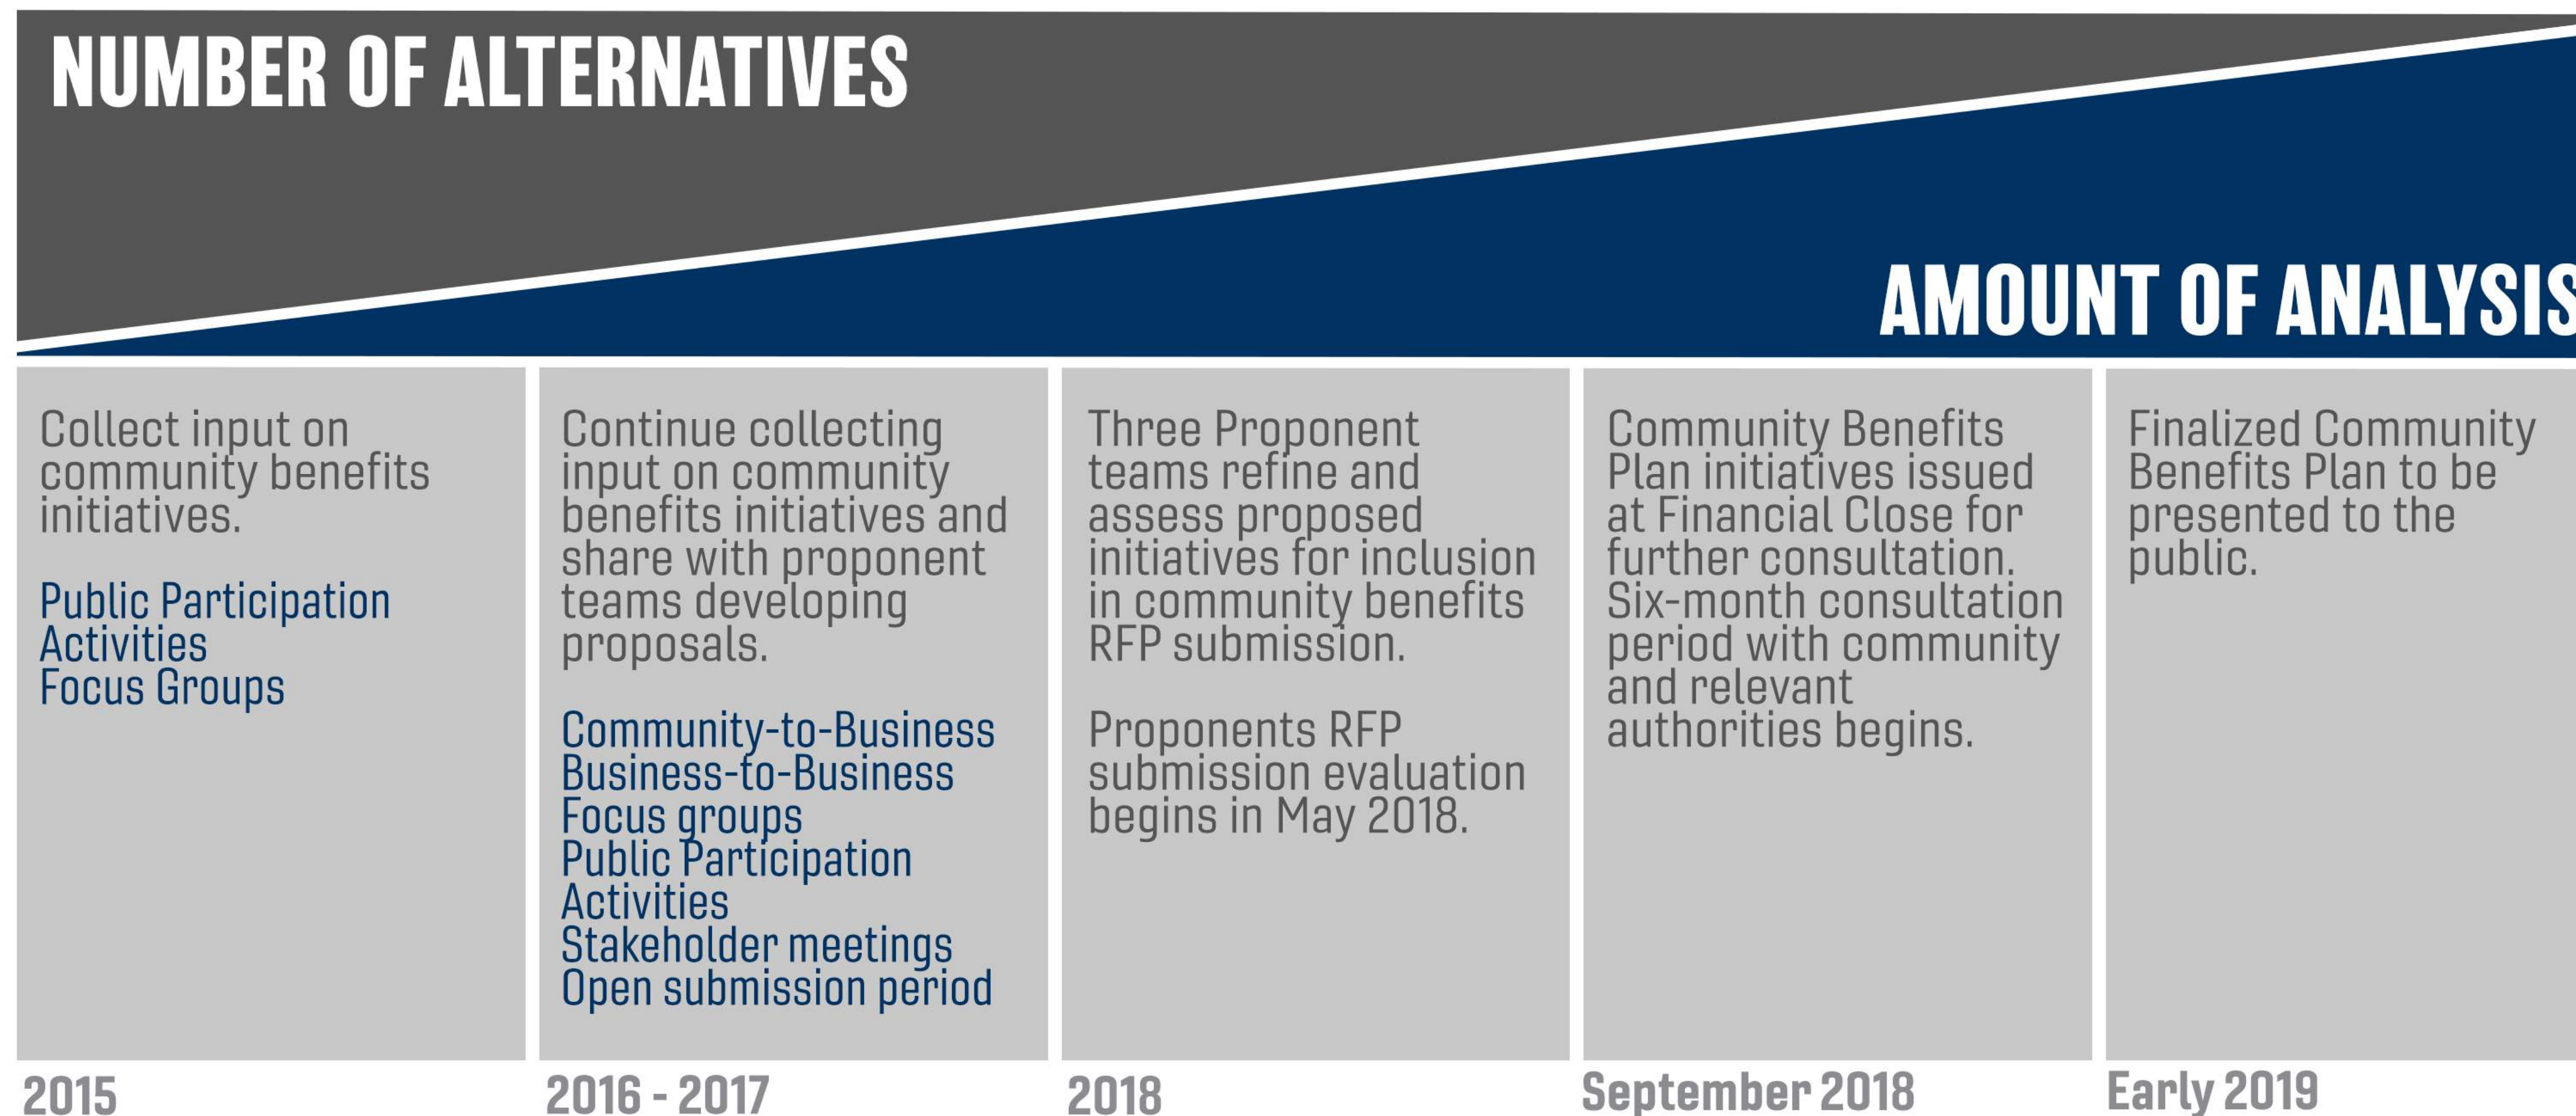 NUMBER OF ALTERNATIVES
AMOUNT OF ANALYSIS
Collect input on
community benefits
initiatives.
Public Participation
Activities
Focus Groups
2015
Continue collecting
input on community
benefits initiatives and
share with proponent
teams developing
proposals.
Community-to-Business
Business-to-Business
Focus groups
Public Participation
Activities
Stakeholder meetings
Open submission period
2016 - 2017
Three Proponent
teams refine and
assess proposed
initiatives for inclusion
in community benefits
RFP submission.
Proponents RFP
submission evaluation
begins in May 2018.
2018
Community Benefits
Plan initiatives issued
at Financial Close for
further consultation.
Six-month consultation
period with community
and relevant
authorities begins.
September 2018
Finalized Community
Benefits Plan to be
presented to the
public.
Early 2019